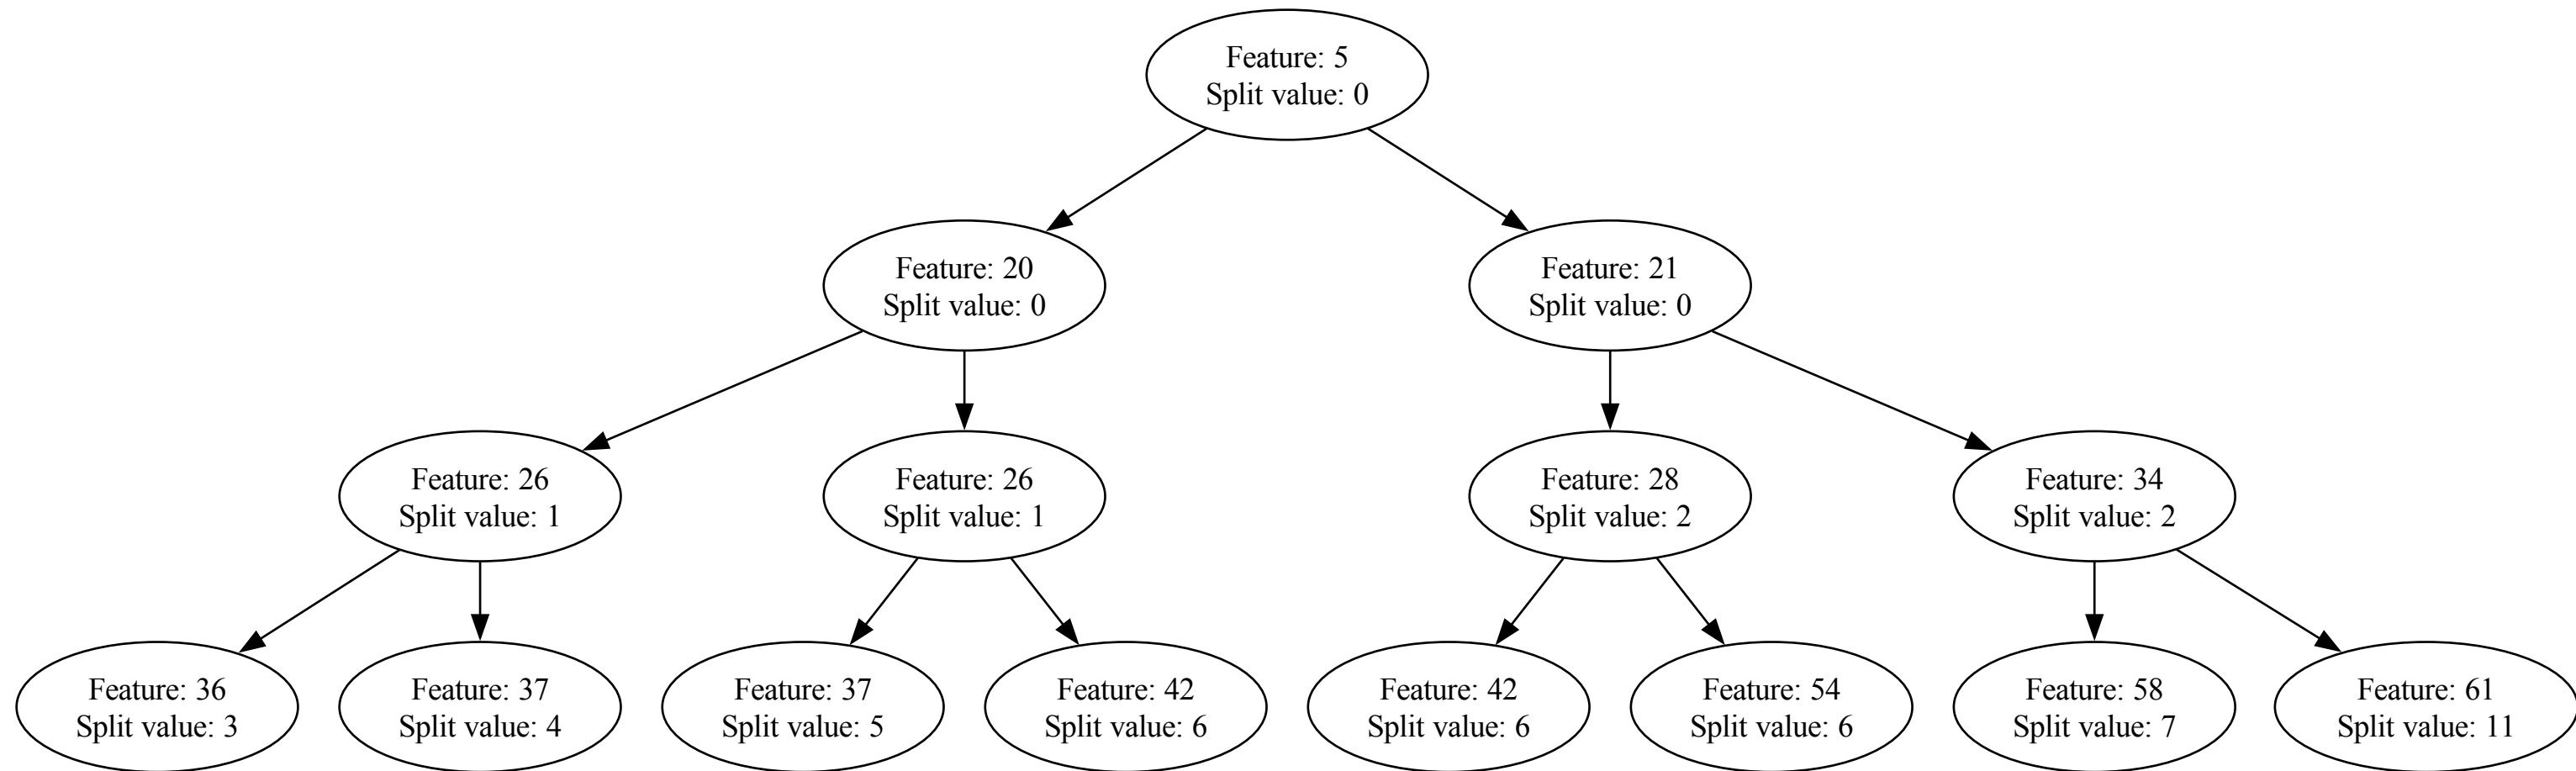 Feature: 5
Split value: 0
Feature: 20
Split value: 0
Feature: 21
Split value: 0
Feature: 26
Split value: 1
Feature: 26
Split value: 1
Feature: 28
Split value: 2
Feature: 34
Split value: 2
Feature: 36
Split value: 3
Feature: 37
Split value: 4
Feature: 37
Split value: 5
Feature: 42
Split value: 6
Feature: 42
Split value: 6
Feature: 54
Split value: 6
Feature: 58
Split value: 7
Feature: 61
Split value: 11